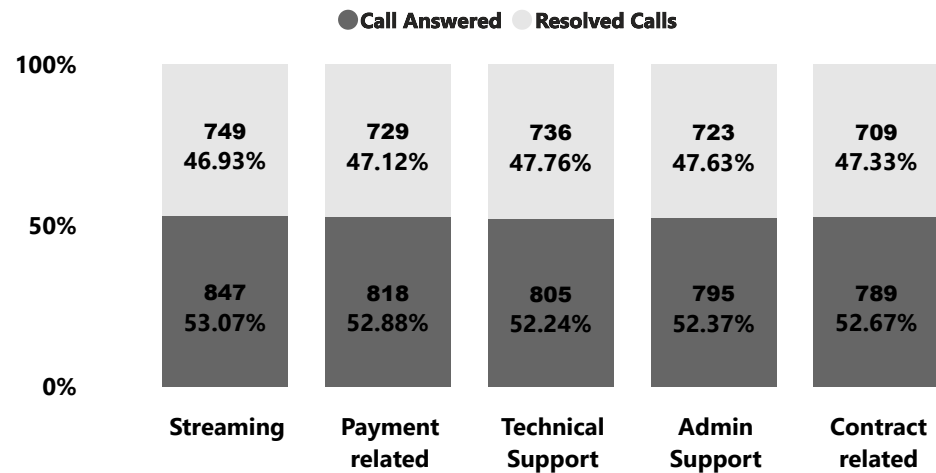 Call Answered Resolved Calls
100%
749 729 736 723 709
46.93% 47.12% 47.76% 47.63% 47.33%
50%
847 818 805 795 789
53.07% 52.88% 52.24% 52.37% 52.67%
0%
Streaming Payment Technical Admin Contract
related Support Support related